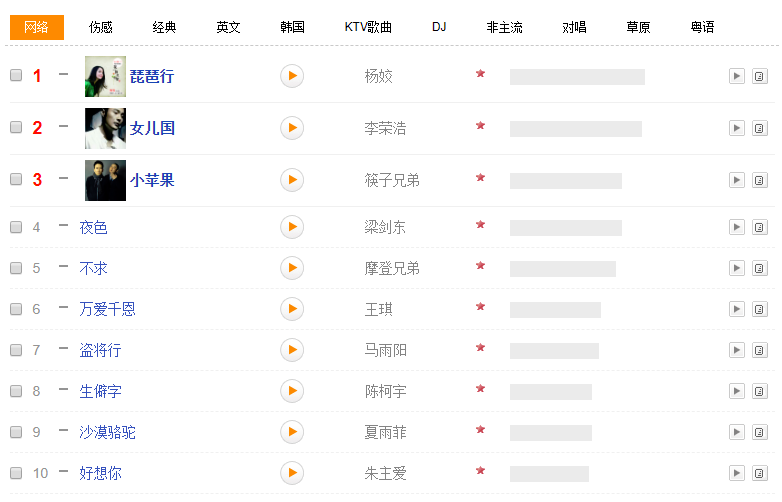 网络 伤感 经典 英文 韩国 KTV歌曲 DJ 非主流 对唱 草原 粤语
1 琵琶行 杨姣
2 女儿国 李荣浩
3 小苹果 筷子兄弟
4 夜色 梁剑东
5 不求 摩登兄弟
6 万爱千恩 王琪
7 盗将行 马雨阳
8 生僻字 陈柯宇
9 沙漠骆驼 夏雨菲
10 好想你 朱主爱